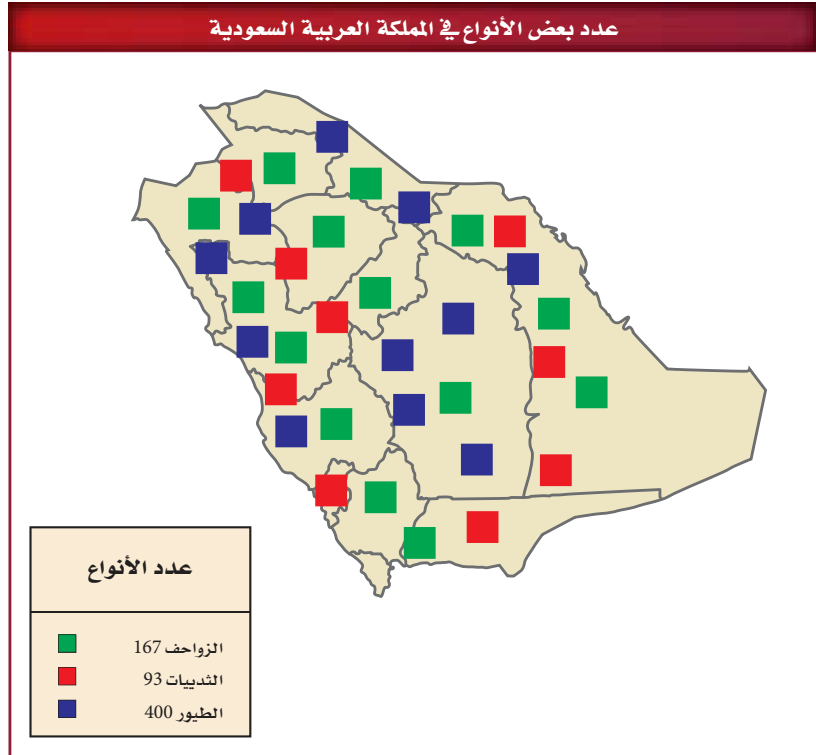 عدد بعض الأنواع في المملكة العربية السعودية
عدد الأنواع
الزواحف 167
الثدييات 93
الطيور 400